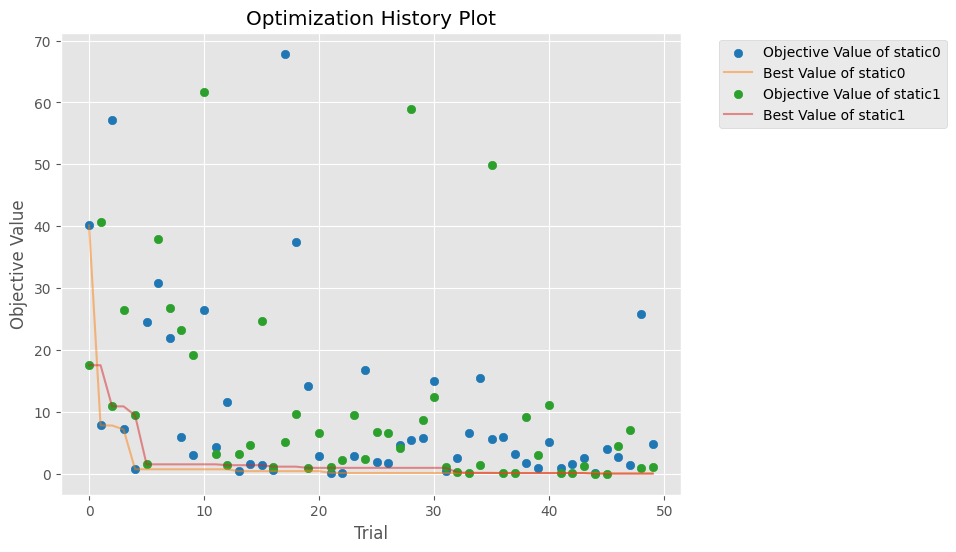 Optimization History Plot
Objective Value of static0
Best Value of static0
Objective Value of static1
Best Value of static1
Objective Value
70
60
50
40
30
20
10
0
0 10 20 30 40 50
Trial